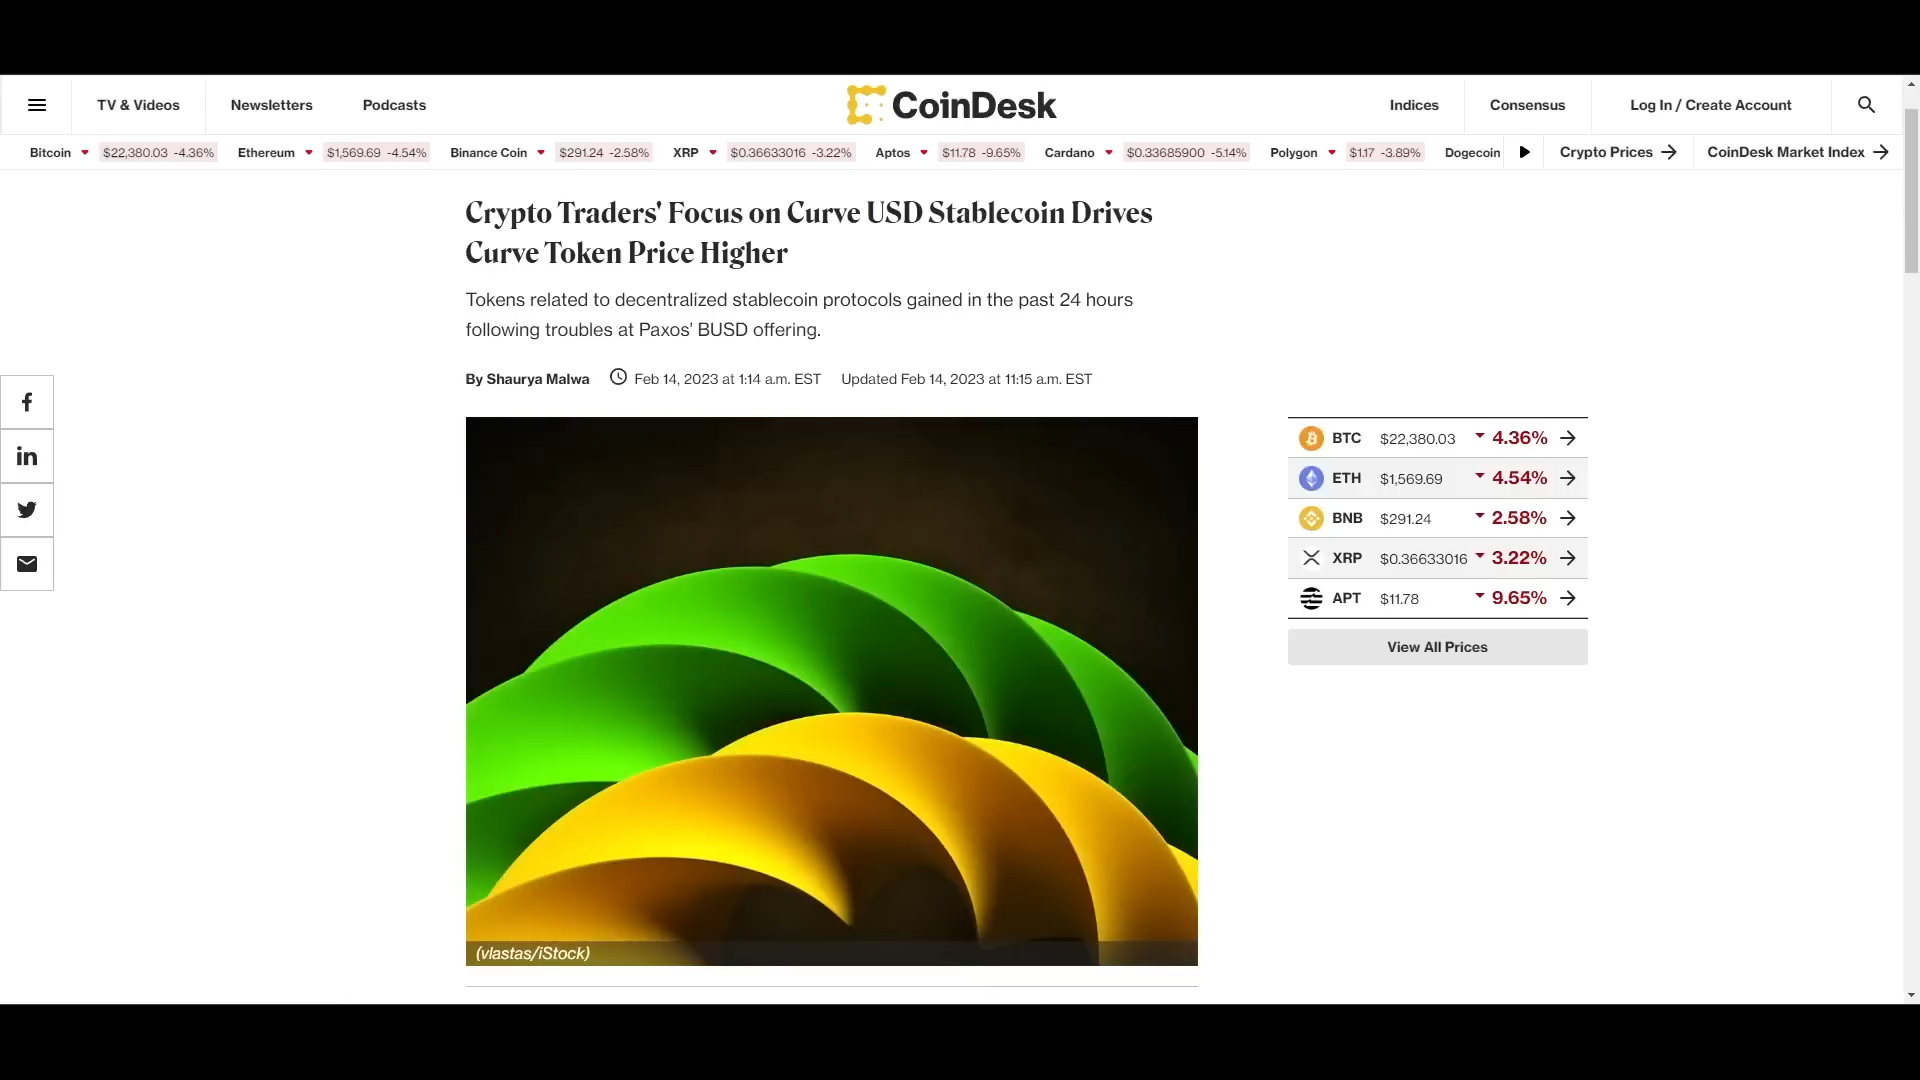 TV & Videos Newsletters Podcasts CoinDesk Indices Consensus Log In / Create Account
Bitcoin $22,380.03 -4.36% Ethereum $1,569.69 -4.54% Binance Coin $291.24 -2.58% XRP $0.36633016 -3.22% Aptos $11.78 -9.65% Cardano $0.33685900 -5.14% Polygon $1.17 -3.89% Dogecoin Crypto Prices CoinDesk Market Index
Crypto Traders' Focus on Curve USD Stablecoin Drives
Curve Token Price Higher
Tokens related to decentralized stablecoin protocols gained in the past 24 hours
following troubles at Paxos' BUSD offering.
By Shaurya Malwa Feb 14, 2023 at 1:14 a.m. EST Updated Feb 14, 2023 at 11:15 a.m. EST
BTC $22,380.03 4.36%
ETH $1,569.69 4.54%
BNB $291.24 2.58%
XRP $0.36633016 3.22%
APT $11.78 9.65%
View All Prices
(vlastas/iStock)